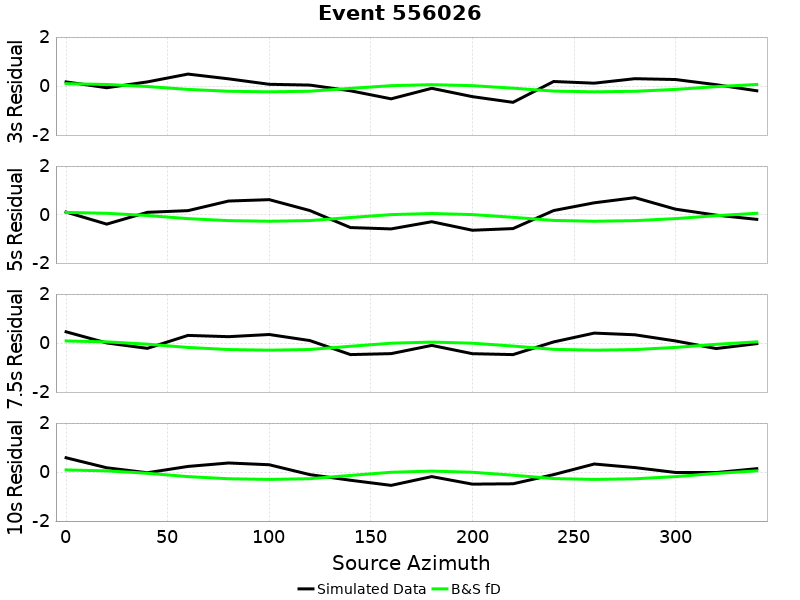 Event 556026
3s Residual
2
0
-2
5s Residual
2
0
-2
7.5s Residual
2
0
-2
10s Residual
2
0
-2
0 50 100 150 200 250 300
Source Azimuth
Simulated Data B&S fD